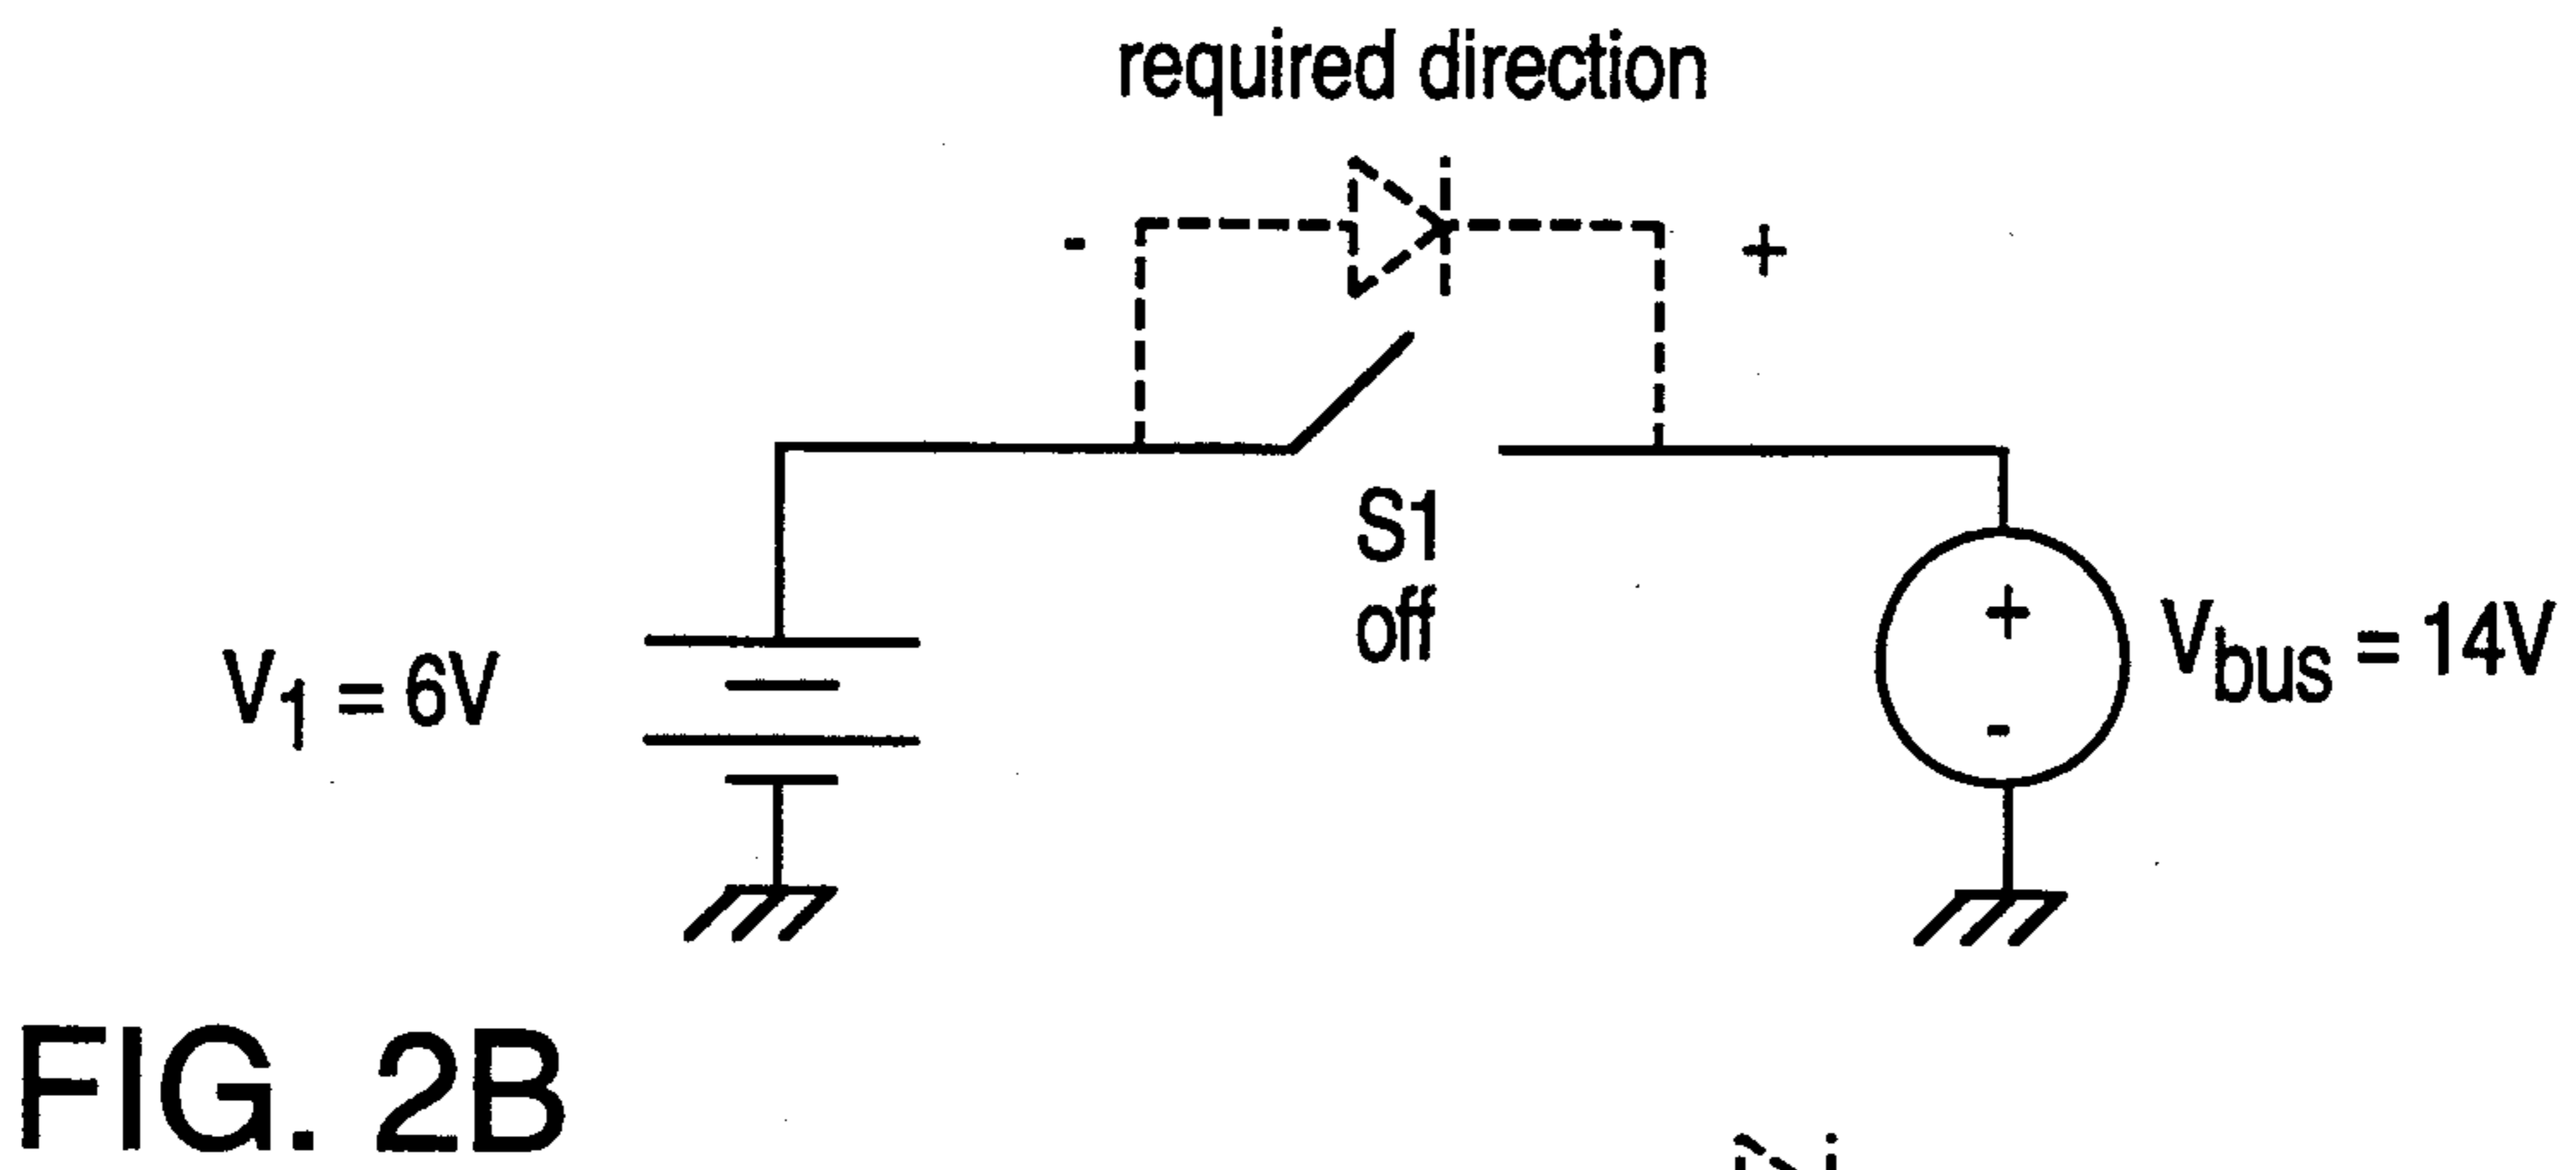 required direction
- +
S1
off
V1 = 6V
+
-
Vbus = 14V
FIG. 2B